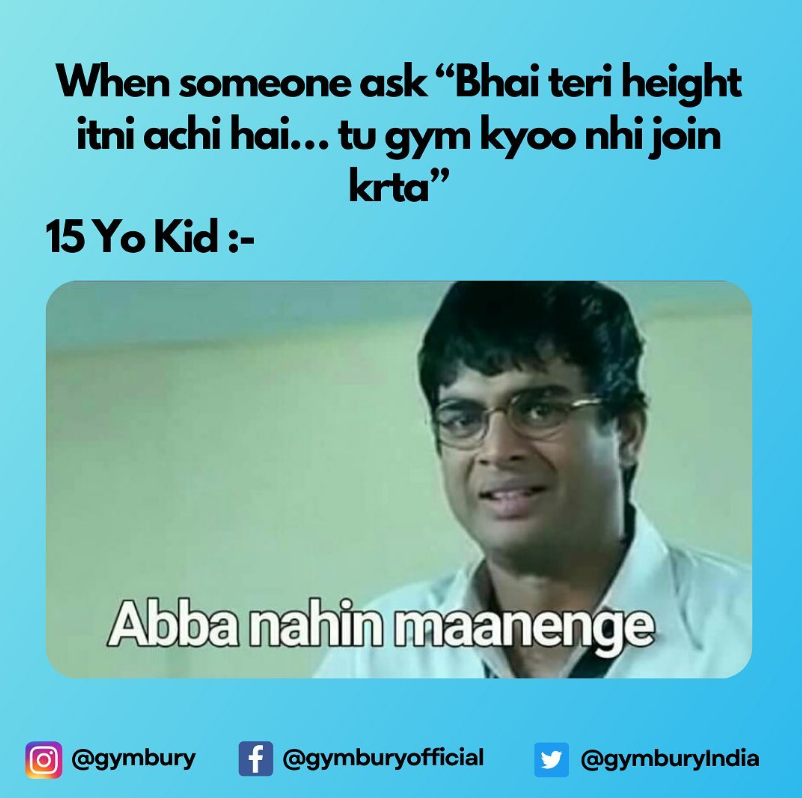 When someone ask “Bhai teri height
itni achi hai... tu gym kyoo nhi join
krta”
15 Yo Kid :-
Abba nahin maanenge
@gymbury @gymburyofficial @gymburyIndia